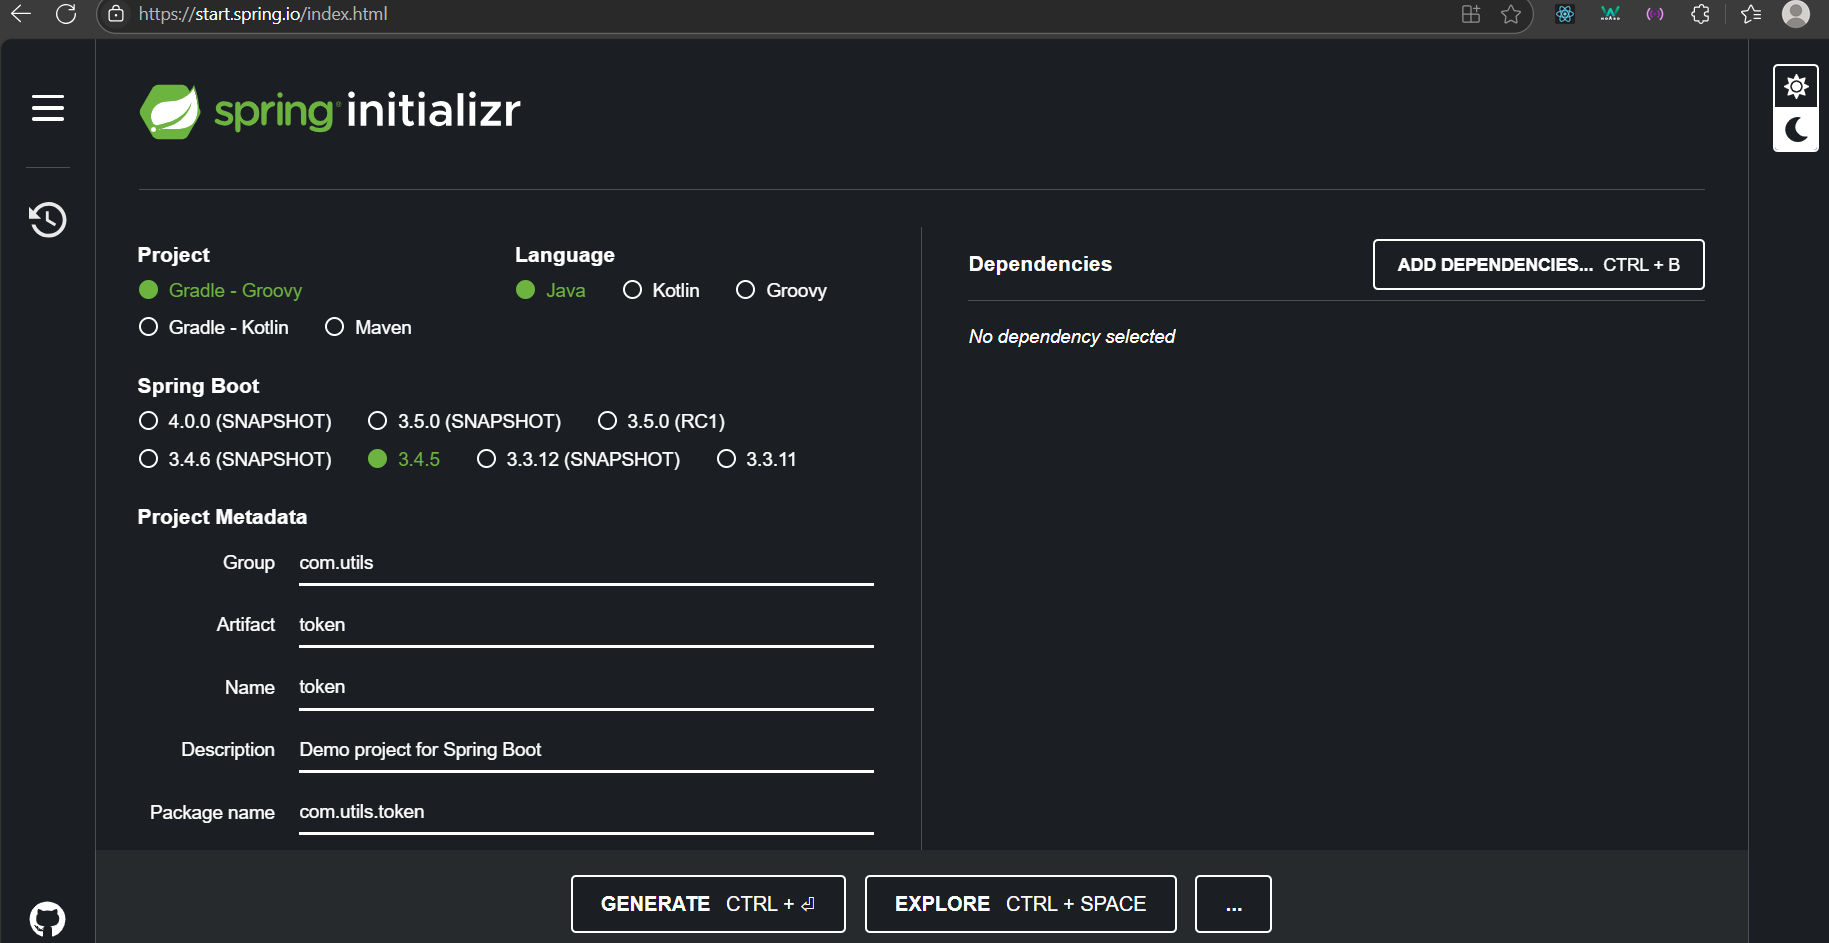 https://start.spring.io/index.html
spring initializr
Project
Gradle - Groovy
Gradle - Kotlin Maven
Language
Java Kotlin Groovy
Spring Boot
4.0.0 (SNAPSHOT) 3.5.0 (SNAPSHOT) 3.5.0 (RC1)
3.4.6 (SNAPSHOT) 3.4.5 3.3.12 (SNAPSHOT) 3.3.11
Project Metadata
Group com.utils
Artifact token
Name token
Description Demo project for Spring Boot
Package name com.utils.token
Dependencies
ADD DEPENDENCIES... CTRL + B
No dependency selected
GENERATE CTRL + ⏎
EXPLORE CTRL + SPACE
...